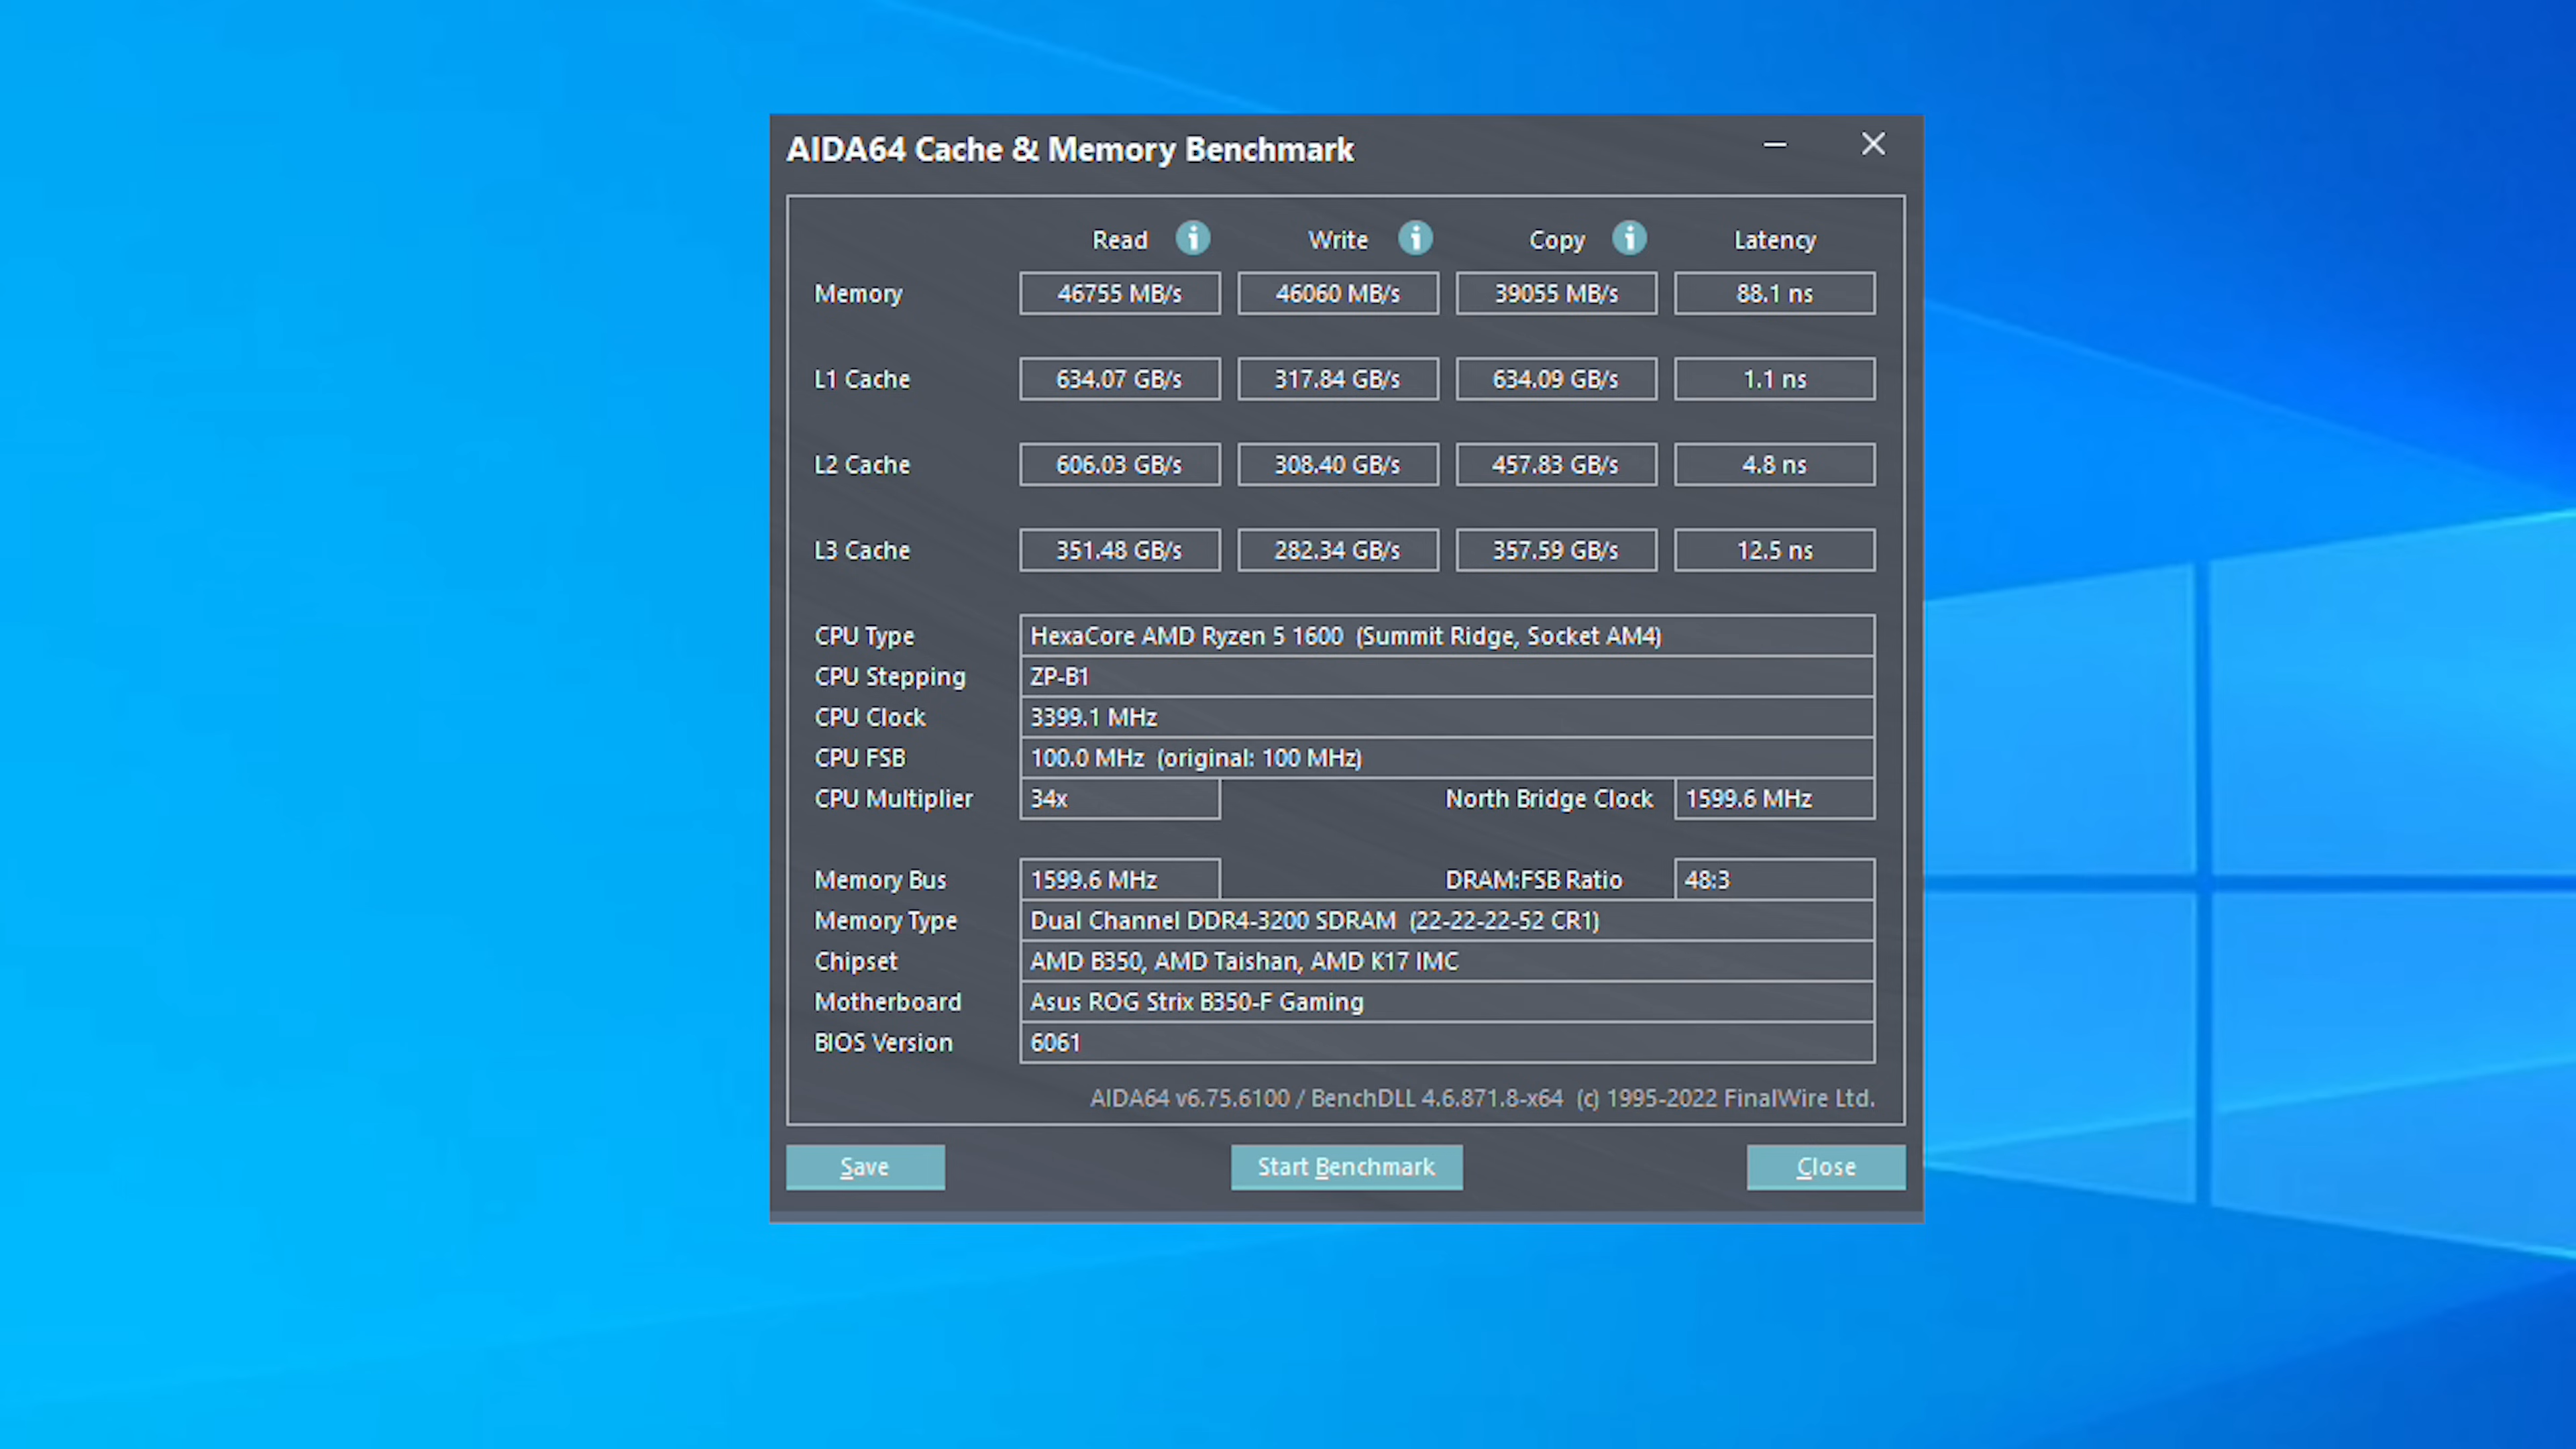 AIDA64 Cache & Memory Benchmark
Read Write Copy Latency
Memory 46755 MB/s 46060 MB/s 39055 MB/s 88.1 ns
L1 Cache 634.07 GB/s 317.84 GB/s 634.09 GB/s 1.1 ns
L2 Cache 606.03 GB/s 308.40 GB/s 457.83 GB/s 4.8 ns
L3 Cache 351.48 GB/s 282.34 GB/s 357.59 GB/s 12.5 ns
CPU Type HexaCore AMD Ryzen 5 1600 (Summit Ridge, Socket AM4)
CPU Stepping ZP-B1
CPU Clock 3399.1 MHz
CPU FSB 100.0 MHz (original: 100 MHz)
CPU Multiplier 34x North Bridge Clock 1599.6 MHz
Memory Bus 1599.6 MHz DRAM:FSB Ratio 48:3
Memory Type Dual Channel DDR4-3200 SDRAM (22-22-22-52 CR1)
Chipset AMD B350, AMD Taishan, AMD K17 IMC
Motherboard Asus ROG Strix B350-F Gaming
BIOS Version 6061
AIDA64 v6.75.6100 / BenchDLL 4.6.871.8-x64 (c) 1995-2022 FinalWire Ltd.
Save Start Benchmark Close